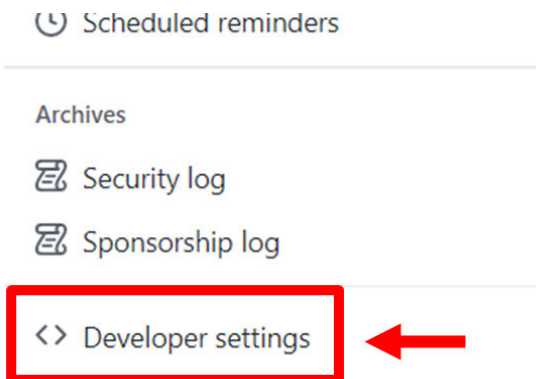 Scheduled reminders
Archives
Security log
Sponsorship log
Developer settings